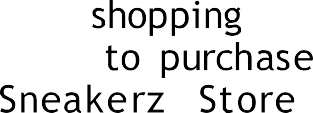 shopping
to purchase
Sneakerz Store